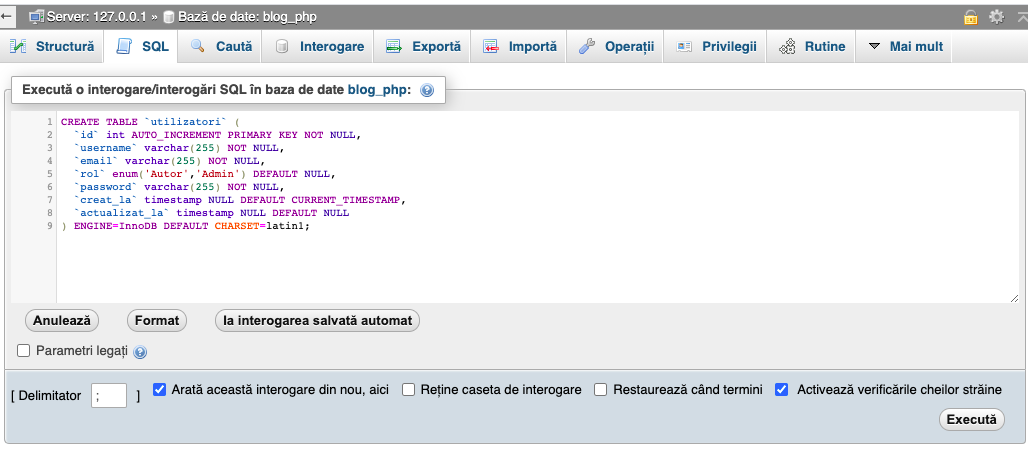 Server: 127.0.0.1 » Bază de date: blog_php
Structură SQL Caută Interogare Exportă Importă Operații Privilegii Rutine Mai mult
Execută o interogare/interogări SQL în baza de date blog_php:
1 CREATE TABLE `utilizatori` (
2 `id` int AUTO_INCREMENT PRIMARY KEY NOT NULL,
3 `username` varchar(255) NOT NULL,
4 `email` varchar(255) NOT NULL,
5 `rol` enum('Autor','Admin') DEFAULT NULL,
6 `password` varchar(255) NOT NULL,
7 `creat_la` timestamp NULL DEFAULT CURRENT_TIMESTAMP,
8 `actualizat_la` timestamp NULL DEFAULT NULL
9 ) ENGINE=InnoDB DEFAULT CHARSET=latin1;
Anulează Format Ia interogarea salvată automat
Parametri legați
[ Delimitator ; ] Arată această interogare din nou, aici Reține caseta de interogare Restaurează când termini Activează verificările cheilor străine
Execută